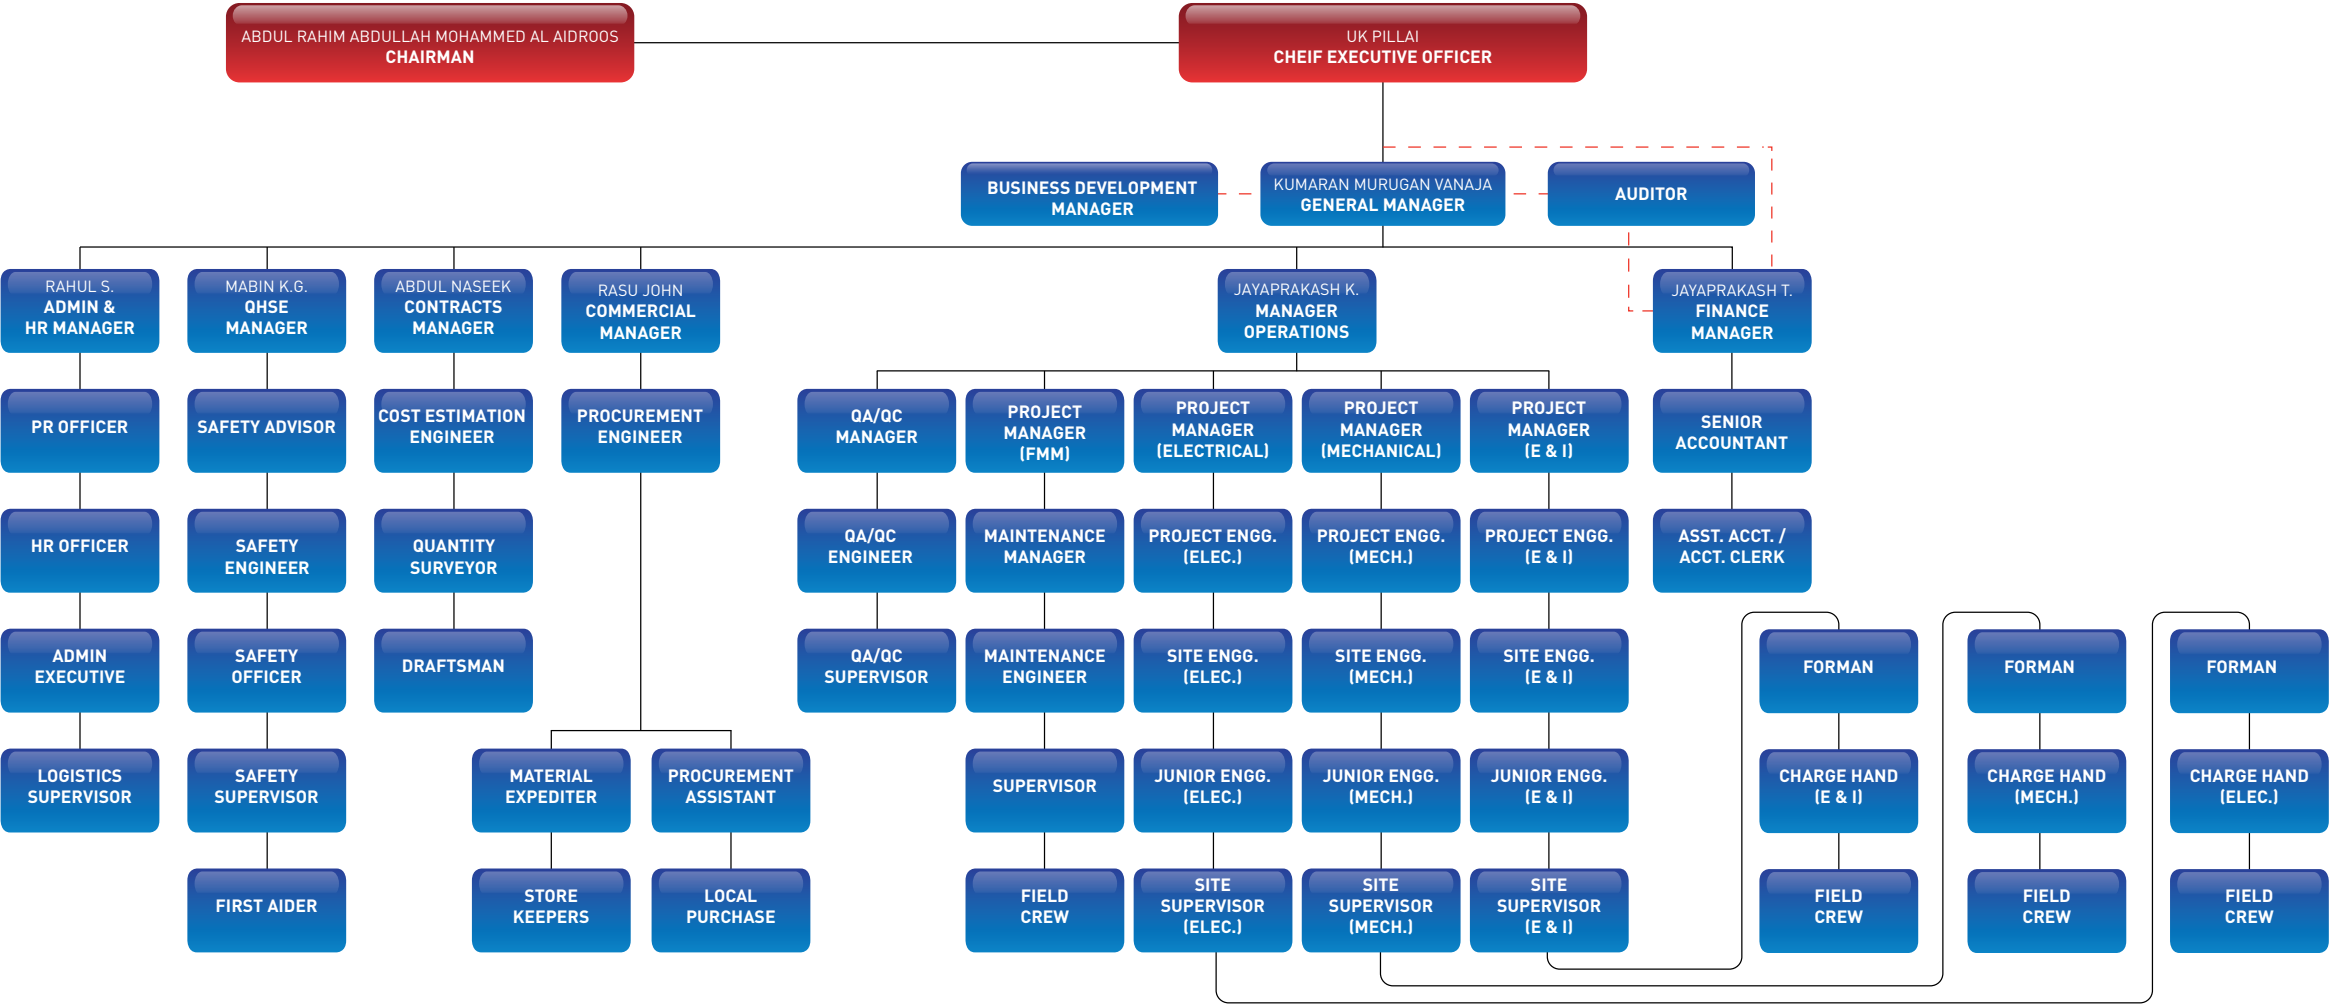 ABDUL RAHIM ABDULLAH MOHAMMED AL AIDROOS
CHAIRMAN
UK PILLAI
CHEIF EXECUTIVE OFFICER
BUSINESS DEVELOPMENT
MANAGER
KUMARAN MURUGAN VANAJA
GENERAL MANAGER
AUDITOR
RAHUL S.
ADMIN &
HR MANAGER
MABIN K.G.
QHSE
MANAGER
ABDUL NASEEK
CONTRACTS
MANAGER
RASU JOHN
COMMERCIAL
MANAGER
JAYAPRAKASH K.
MANAGER
OPERATIONS
JAYAPRAKASH T.
FINANCE
MANAGER
PR OFFICER
SAFETY ADVISOR
COST ESTIMATION
ENGINEER
PROCUREMENT
ENGINEER
QA/QC
MANAGER
PROJECT
MANAGER
(FMM)
PROJECT
MANAGER
(ELECTRICAL)
PROJECT
MANAGER
(MECHANICAL)
PROJECT
MANAGER
(E & I)
SENIOR
ACCOUNTANT
HR OFFICER
SAFETY
ENGINEER
QUANTITY
SURVEYOR
QA/QC
ENGINEER
MAINTENANCE
MANAGER
PROJECT ENGG.
(ELEC.)
PROJECT ENGG.
(MECH.)
PROJECT ENGG.
(E & I)
ASST. ACCT. /
ACCT. CLERK
ADMIN
EXECUTIVE
SAFETY
OFFICER
DRAFTSMAN
QA/QC
SUPERVISOR
MAINTENANCE
ENGINEER
SITE ENGG.
(ELEC.)
SITE ENGG.
(MECH.)
SITE ENGG.
(E & I)
FORMAN
FORMAN
FORMAN
LOGISTICS
SUPERVISOR
SAFETY
SUPERVISOR
MATERIAL
EXPEDITER
PROCUREMENT
ASSISTANT
SUPERVISOR
JUNIOR ENGG.
(ELEC.)
JUNIOR ENGG.
(MECH.)
JUNIOR ENGG.
(E & I)
CHARGE HAND
(E & I)
CHARGE HAND
(MECH.)
CHARGE HAND
(ELEC.)
FIRST AIDER
STORE
KEEPERS
LOCAL
PURCHASE
FIELD
CREW
SITE
SUPERVISOR
(ELEC.)
SITE
SUPERVISOR
(MECH.)
SITE
SUPERVISOR
(E & I)
FIELD
CREW
FIELD
CREW
FIELD
CREW